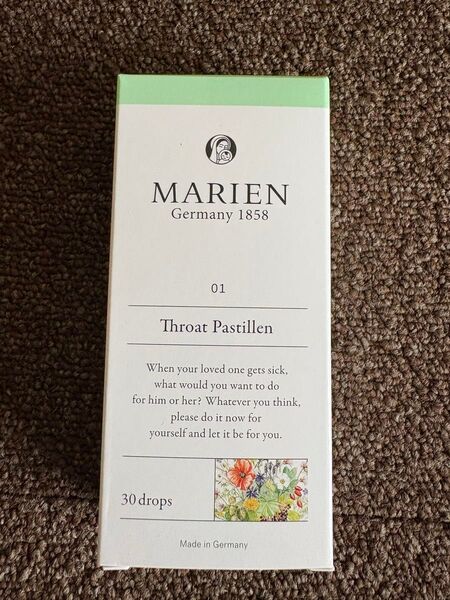 MARIEN
Germany 1858
01
Throat Pastillen
When your loved one gets sick,
what would you want to do
for him or her? Whatever you think,
please do it now for
yourself and let it be for you.
30 drops
Made in Germany